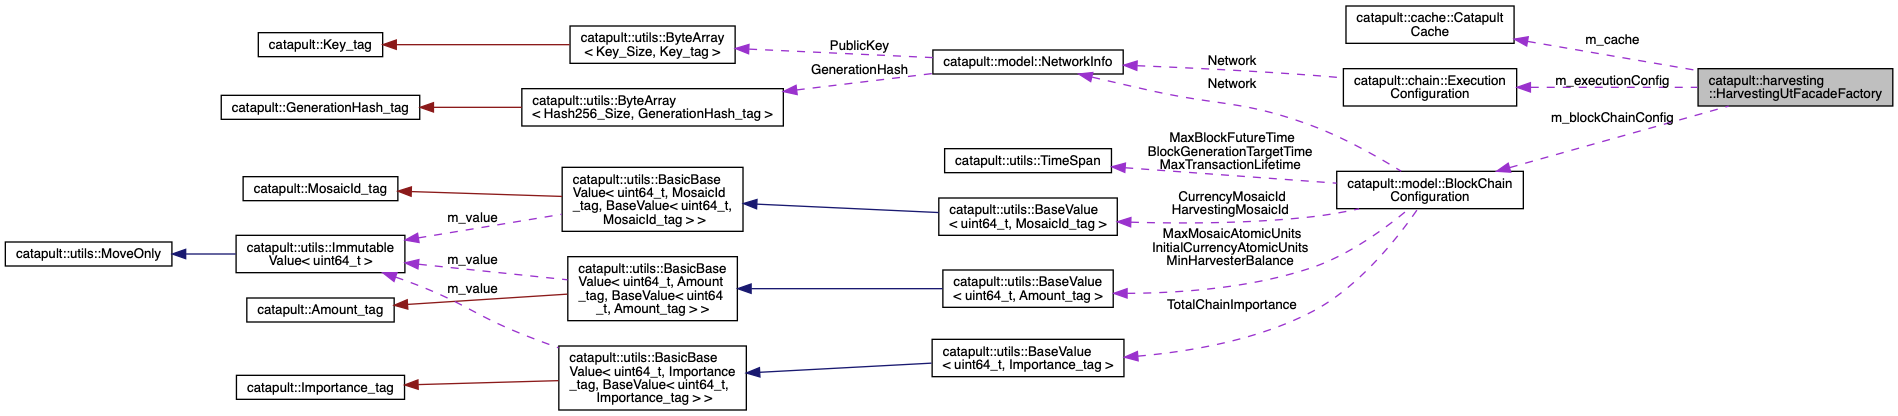 catapult::cache::Catapult
Cache
m_cache
catapult::utils::ByteArray
< Key_Size, Key_tag >
catapult::Key_tag
PublicKey
catapult::model::NetworkInfo
Network
catapult::chain::Execution
Configuration
m_executionConfig
catapult::harvesting
::HarvestingUtFacadeFactory
GenerationHash
Network
catapult::GenerationHash_tag
catapult::utils::ByteArray
< Hash256_Size, GenerationHash_tag >
m_blockChainConfig
MaxBlockFutureTime
BlockGenerationTargetTime
MaxTransactionLifetime
catapult::utils::TimeSpan
catapult::model::BlockChain
Configuration
catapult::MosaicId_tag
catapult::utils::BasicBase
Value< uint64_t, MosaicId
_tag, BaseValue< uint64_t,
MosaicId_tag > >
catapult::utils::BaseValue
< uint64_t, MosaicId_tag >
CurrencyMosaicId
HarvestingMosaicId
m_value
catapult::utils::MoveOnly
catapult::utils::Immutable
Value< uint64_t >
m_value
MaxMosaicAtomicUnits
InitialCurrencyAtomicUnits
MinHarvesterBalance
catapult::utils::BasicBase
Value< uint64_t, Amount
_tag, BaseValue< uint64
_t, Amount_tag > >
catapult::utils::BaseValue
< uint64_t, Amount_tag >
m_value
catapult::Amount_tag
TotalChainImportance
catapult::utils::BasicBase
Value< uint64_t, Importance
_tag, BaseValue< uint64_t,
Importance_tag > >
catapult::utils::BaseValue
< uint64_t, Importance_tag >
catapult::Importance_tag